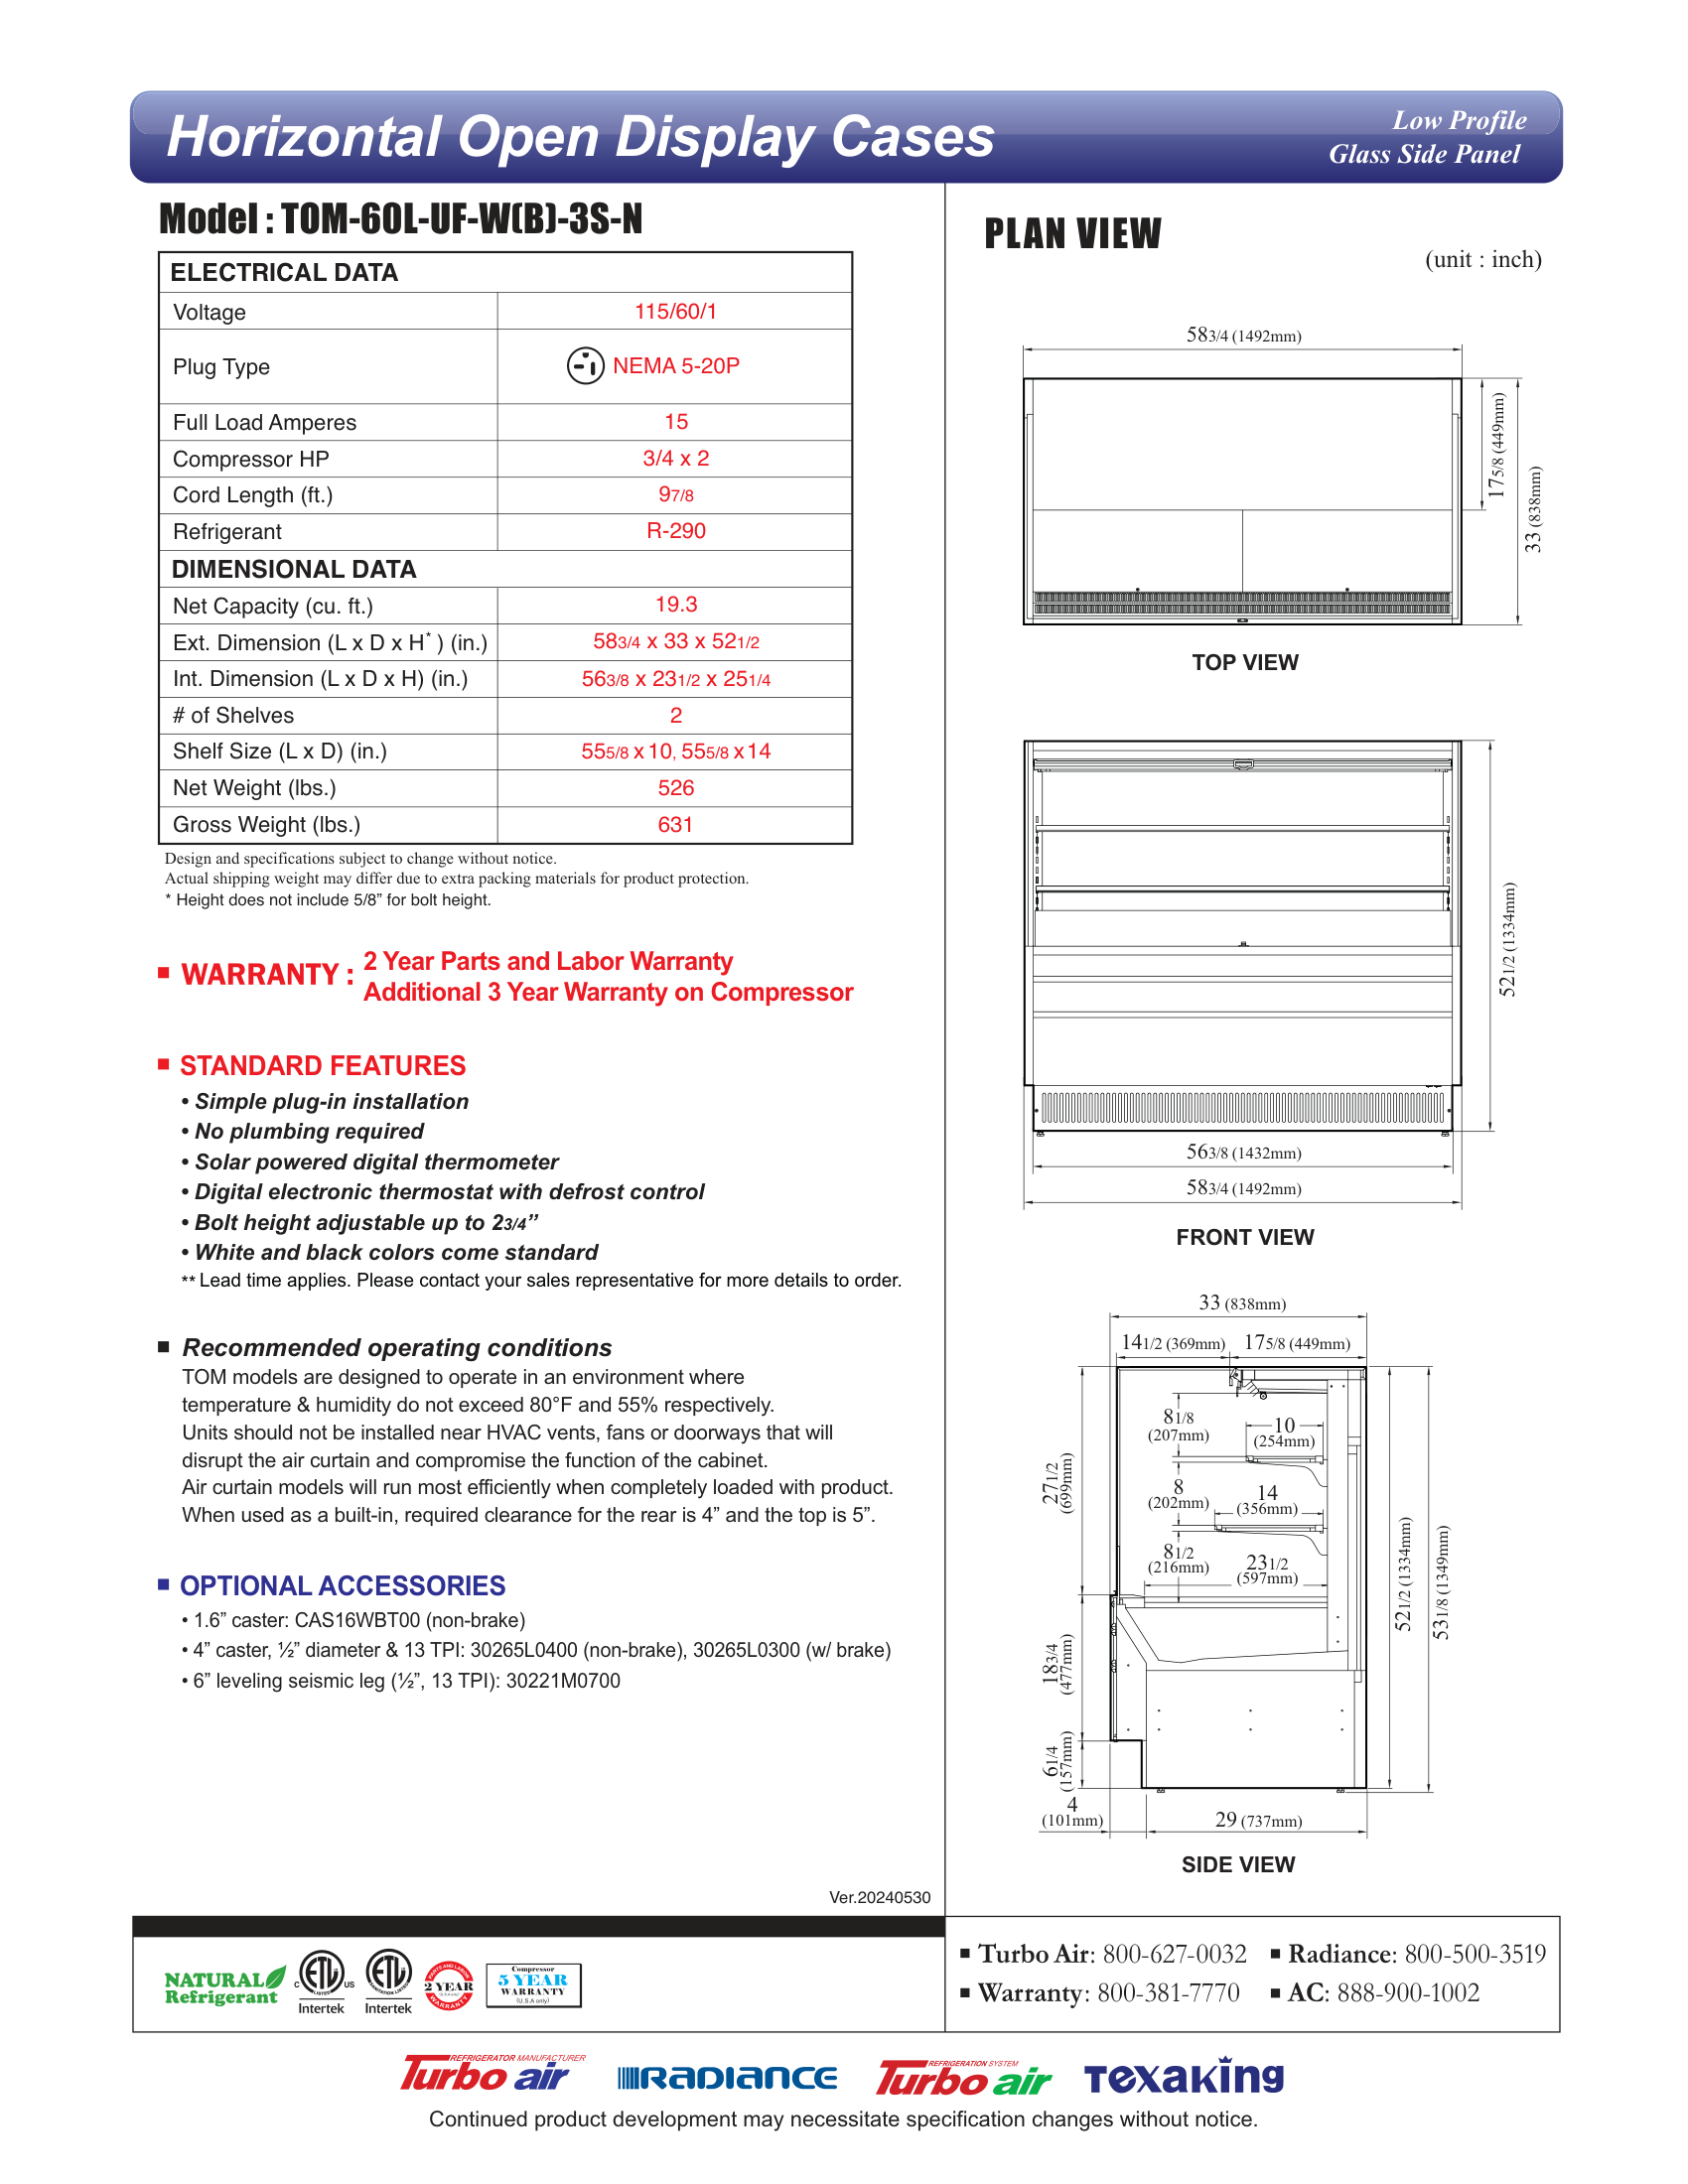 Horizontal Open Display Cases
Low Profile
Glass Side Panel
Model : TOM-60L-UF-W(B)-3S-N
ELECTRICAL DATA
Voltage 115/60/1
Plug Type NEMA 5-20P
Full Load Amperes 15
Compressor HP 3/4 x 2
Cord Length (ft.) 97/8
Refrigerant R-290
DIMENSIONAL DATA
Net Capacity (cu. ft.) 19.3
Ext. Dimension (L x D x H* ) (in.) 583/4 x 33 x 521/2
Int. Dimension (L x D x H) (in.) 563/8 x 231/2 x 251/4
# of Shelves 2
Shelf Size (L x D) (in.) 555/8 x 10, 555/8 x 14
Net Weight (lbs.) 526
Gross Weight (lbs.) 631
Design and specifications subject to change without notice.
Actual shipping weight may differ due to extra packing materials for product protection.
* Height does not include 5/8” for bolt height.
■ WARRANTY : 2 Year Parts and Labor Warranty
Additional 3 Year Warranty on Compressor
■ STANDARD FEATURES
• Simple plug-in installation
• No plumbing required
• Solar powered digital thermometer
• Digital electronic thermostat with defrost control
• Bolt height adjustable up to 23/4”
• White and black colors come standard
** Lead time applies. Please contact your sales representative for more details to order.
■ Recommended operating conditions
TOM models are designed to operate in an environment where
temperature & humidity do not exceed 80°F and 55% respectively.
Units should not be installed near HVAC vents, fans or doorways that will
disrupt the air curtain and compromise the function of the cabinet.
Air curtain models will run most efficiently when completely loaded with product.
When used as a built-in, required clearance for the rear is 4” and the top is 5”.
■ OPTIONAL ACCESSORIES
• 1.6” caster: CAS16WBT00 (non-brake)
• 4” caster, ½” diameter & 13 TPI: 30265L0400 (non-brake), 30265L0300 (w/ brake)
• 6” leveling seismic leg (½”, 13 TPI): 30221M0700
Ver.20240530
PLAN VIEW
(unit : inch)
583/4 (1492mm)
175/8 (449mm)
33 (838mm)
TOP VIEW
521/2 (1334mm)
563/8 (1432mm)
583/4 (1492mm)
FRONT VIEW
33 (838mm)
141/2 (369mm) 175/8 (449mm)
81/8
(207mm)
10
(254mm)
271/2
(699mm)
8
(202mm)
14
(356mm)
81/2
(216mm)
231/2
(597mm)
521/2 (1334mm)
531/8 (1349mm)
183/4
(477mm)
61/4
(157mm)
4
(101mm)
29 (737mm)
SIDE VIEW
NATURAL
Refrigerant
C ETL US
LISTED
Intertek
ETL
SANITATION LISTED
Intertek
PARTS AND LABOR
2 YEAR
(U.S.A only)
WARRANTY
Compressor
5 YEAR
WARRANTY
(U.S.A only)
■ Turbo Air: 800-627-0032 ■ Radiance: 800-500-3519
■ Warranty: 800-381-7770 ■ AC: 888-900-1002
REFRIGERATOR MANUFACTURER
Turbo air
RADIANCE
REFRIGERATION SYSTEM
Turbo air
Texaking
Continued product development may necessitate specification changes without notice.